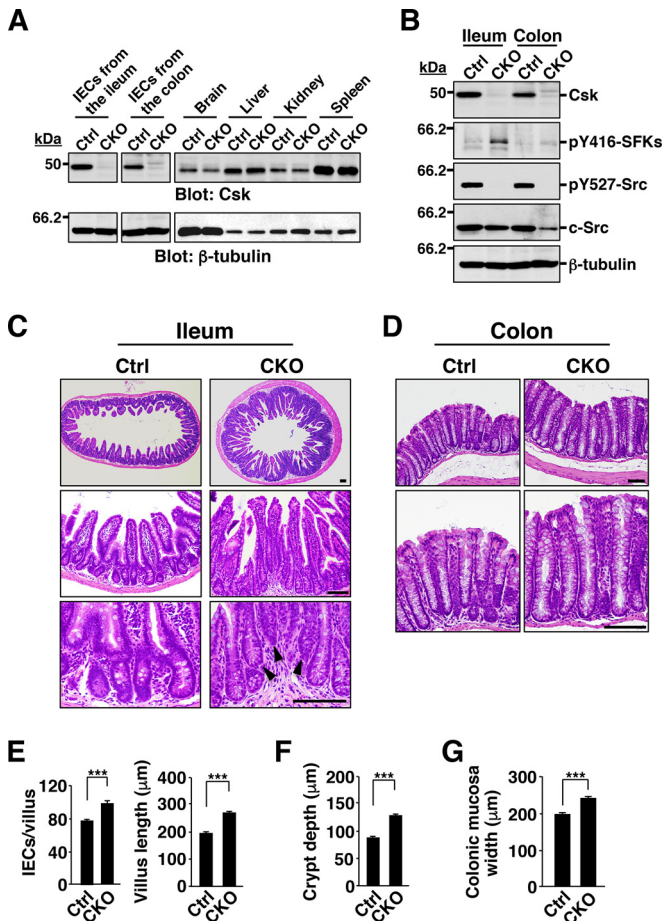 A
IECs from
the ileum
IECs from
the colon
Brain
Liver
Kidney
Spleen
kDa
Ctrl
CKO
Ctrl
CKO
Ctrl
CKO
Ctrl
CKO
Ctrl
CKO
Ctrl
CKO
50
Blot: Csk
66.2
Blot: β-tubulin
B
Ileum Colon
kDa
Ctrl
CKO
Ctrl
CKO
50
Csk
66.2
pY416-SFKs
66.2
pY527-Src
66.2
c-Src
66.2
β-tubulin
C
Ileum
Ctrl CKO
D
Colon
Ctrl CKO
E
IECs/villus
120
80
40
0
***
Ctrl
CKO
Villus length (μm)
400
300
200
100
0
***
Ctrl
CKO
F
Crypt depth (μm)
200
150
100
50
0
***
Ctrl
CKO
G
Colonic mucosa
width (μm)
300
200
100
0
***
Ctrl
CKO